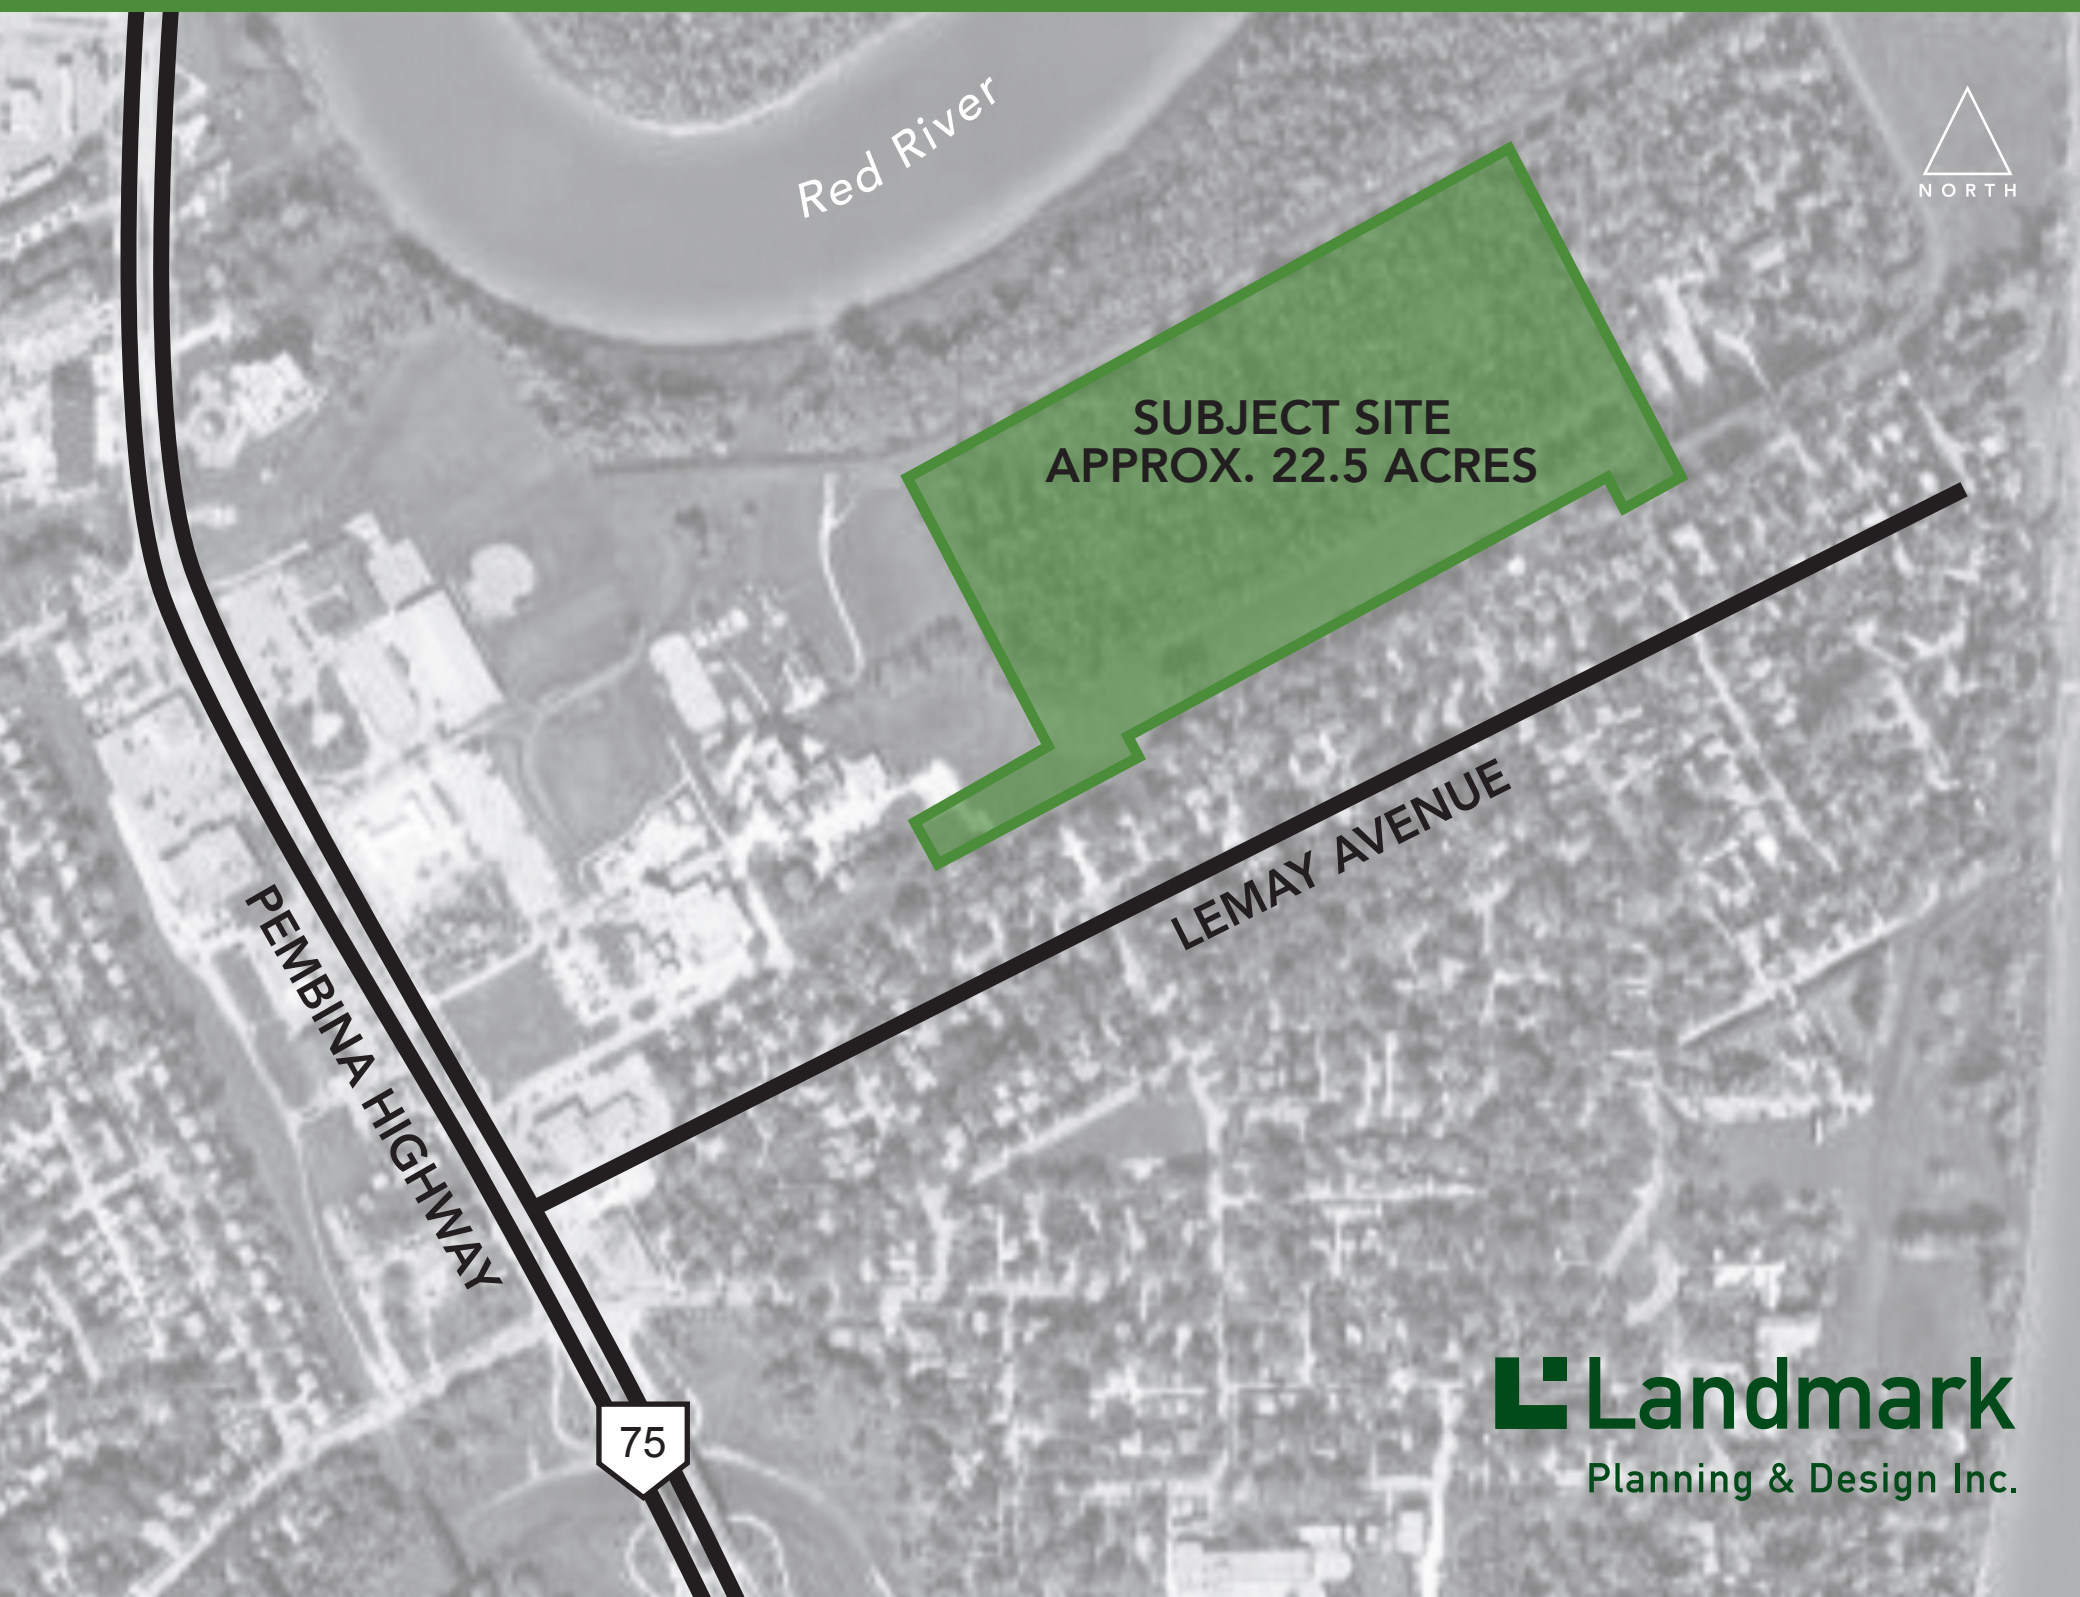 Red River
NORTH
SUBJECT SITE
APPROX. 22.5 ACRES
LEMAY AVENUE
PEMBINA HIGHWAY
75
Landmark
Planning & Design Inc.